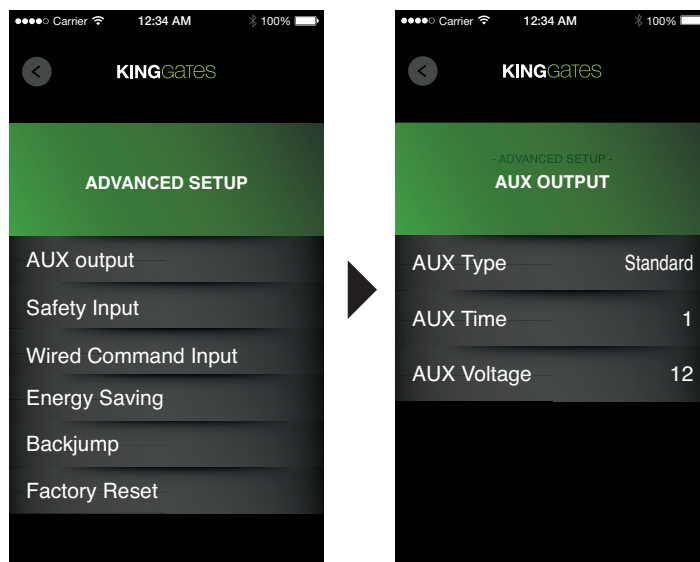 ●●●●○ Carrier 12:34 AM 100%
KINGGATES
ADVANCED SETUP
AUX output
Safety Input
Wired Command Input
Energy Saving
Backjump
Factory Reset
●●●●○ Carrier 12:34 AM 100%
KINGGATES
- ADVANCED SETUP -
AUX OUTPUT
AUX Type Standard
AUX Time 1
AUX Voltage 12